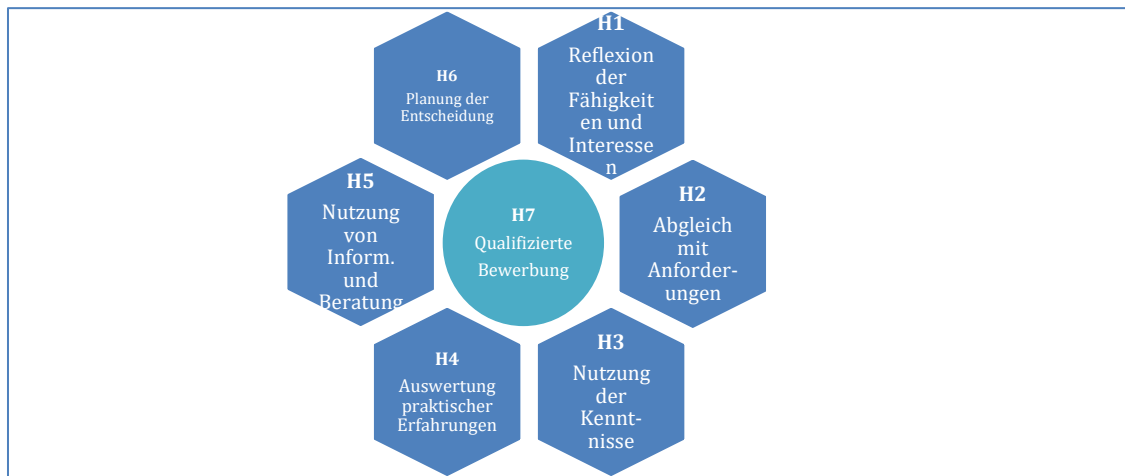 H1
Reflexion
der
Fähigkeit
en und
Interesse
n
H2
Abgleich
mit
Anforder-
ungen
H3
Nutzung
der
Kennt-
nisse
H4
Auswertung
praktischer
Erfahrungen
H5
Nutzung
von
Inform.
und
Beratung
H6
Planung der
Entscheidung
H7
Qualifizierte
Bewerbung